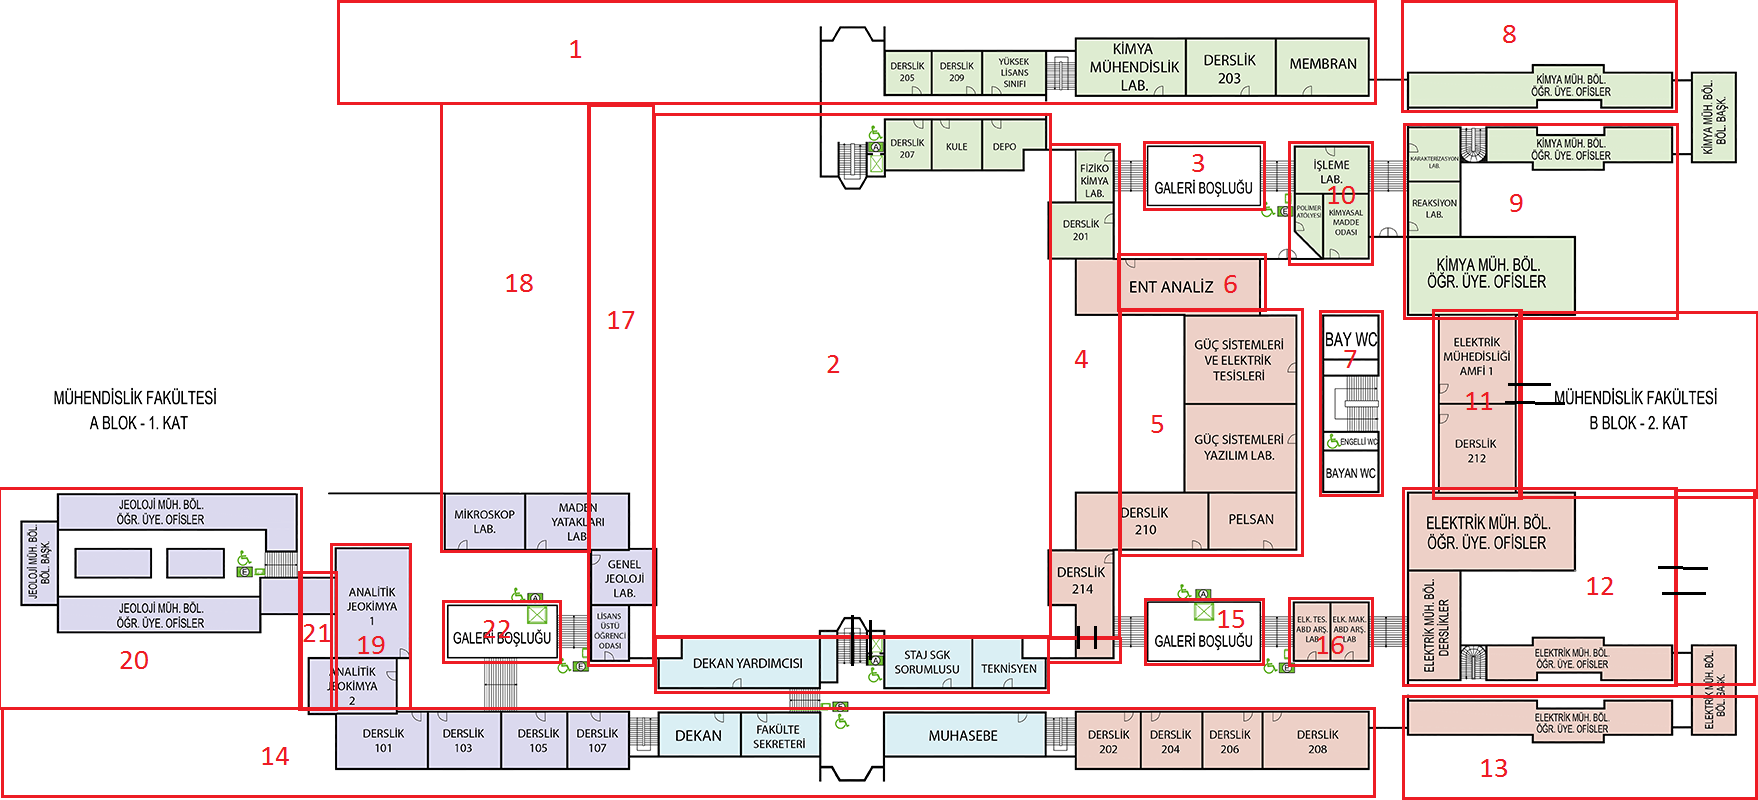 1
8
DERSLİK
205
DERSLİK
209
YÜKSEK
LİSANS
SINIFI
KİMYA
MÜHENDİSLİK
LAB.
DERSLİK
203
MEMBRAN
KİMYA MÜH. BÖL.
ÖĞR. ÜYE. OFİSLER
KİMYA MÜH. BÖL.
BÖL. BAŞK.
A
DERSLİK
207
KULE
DEPO
FİZİKO
KİMYA
LAB.
3
GALERİ BOŞLUĞU
İŞLEME
LAB.
10
POLİMER
ATÖLYESİ
KİMYASAL
MADDE
ODASI
E
KARAKTERİZASYON
LAB.
REAKSİYON
LAB.
KİMYA MÜH. BÖL.
ÖĞR. ÜYE. OFİSLER
9
DERSLİK
201
KİMYA MÜH. BÖL.
ÖĞR. ÜYE. OFİSLER
ENT ANALİZ
6
18
17
2
4
5
GÜÇ SİSTEMLERİ
VE ELEKTRİK
TESİSLERİ
GÜÇ SİSTEMLERİ
YAZILIM LAB.
BAY WC
7
ENGELLİ WC
BAYAN WC
ELEKTRİK
MÜHEDİSLİĞİ
AMFİ 1
11
DERSLİK
212
MÜHENDİSLİK FAKÜLTESİ
B BLOK - 2. KAT
MÜHENDİSLİK FAKÜLTESİ
A BLOK - 1. KAT
JEOLOJİ MÜH. BÖL.
ÖĞR. ÜYE. OFİSLER
JEOLOJİ MÜH. BÖL.
BÖL. BAŞK.
E
JEOLOJİ MÜH. BÖL.
ÖĞR. ÜYE. OFİSLER
20
21
ANALİTİK
JEOKİMYA
1
19
ANALİTİK
JEOKİMYA
2
MİKROSKOP
LAB.
MADEN
YATAKLARI
LAB.
GENEL
JEOLOJİ
LAB.
LİSANS
ÜSTÜ
ÖĞRENCİ
ODASI
A
22
GALERİ BOŞLUĞU
E
DERSLİK
210
PELSAN
DERSLİK
214
A
15
GALERİ BOŞLUĞU
E
ELK. TES.
ABD ARŞ.
LAB
ELK. MAK.
ABD ARŞ.
LAB
16
ELEKTRİK MÜH. BÖL.
ÖĞR. ÜYE. OFİSLER
12
ELEKTRİK MÜH. BÖL.
DERSLİKLER
ELEKTRİK MÜH. BÖL.
ÖĞR. ÜYE. OFİSLER
ELEKTRİK MÜH. BÖL.
BÖL. BAŞK.
DEKAN YARDIMCISI
A
STAJ SGK
SORUMLUSU
TEKNİSYEN
14
DERSLİK
101
DERSLİK
103
DERSLİK
105
DERSLİK
107
DEKAN
FAKÜLTE
SEKRETERİ
E
MUHASEBE
DERSLİK
202
DERSLİK
204
DERSLİK
206
DERSLİK
208
ELEKTRİK MÜH. BÖL.
ÖĞR. ÜYE. OFİSLER
13